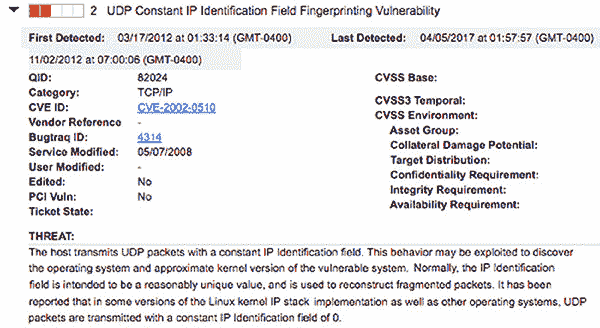 2 UDP Constant IP Identification Field Fingerprinting Vulnerability
First Detected: 03/17/2012 at 01:33:14 (GMT-0400) Last Detected: 04/05/2017 at 01:57:57 (GMT-0400)
11/02/2012 at 07:00:06 (GMT-0400)
QID: 82024 CVSS Base:
Category: TCP/IP CVSS3 Temporal:
CVE ID: CVE-2002-0510 CVSS Environment:
Vendor Reference - Asset Group:
Bugtraq ID: 4314 Collateral Damage Potential:
Service Modified: 05/07/2008 Target Distribution:
User Modified: - Confidentiality Requirement:
Edited: No Integrity Requirement:
PCI Vuln: No Availability Requirement:
Ticket State:
THREAT:
The host transmits UDP packets with a constant IP Identification field. This behavior may be exploited to discover
the operating system and approximate kernel version of the vulnerable system. Normally, the IP Identification
field is intended to be a reasonably unique value, and is used to reconstruct fragmented packets. It has been
reported that in some versions of the Linux kernel IP stack implementation as well as other operating systems, UDP
packets are transmitted with a constant IP Identification field of 0.